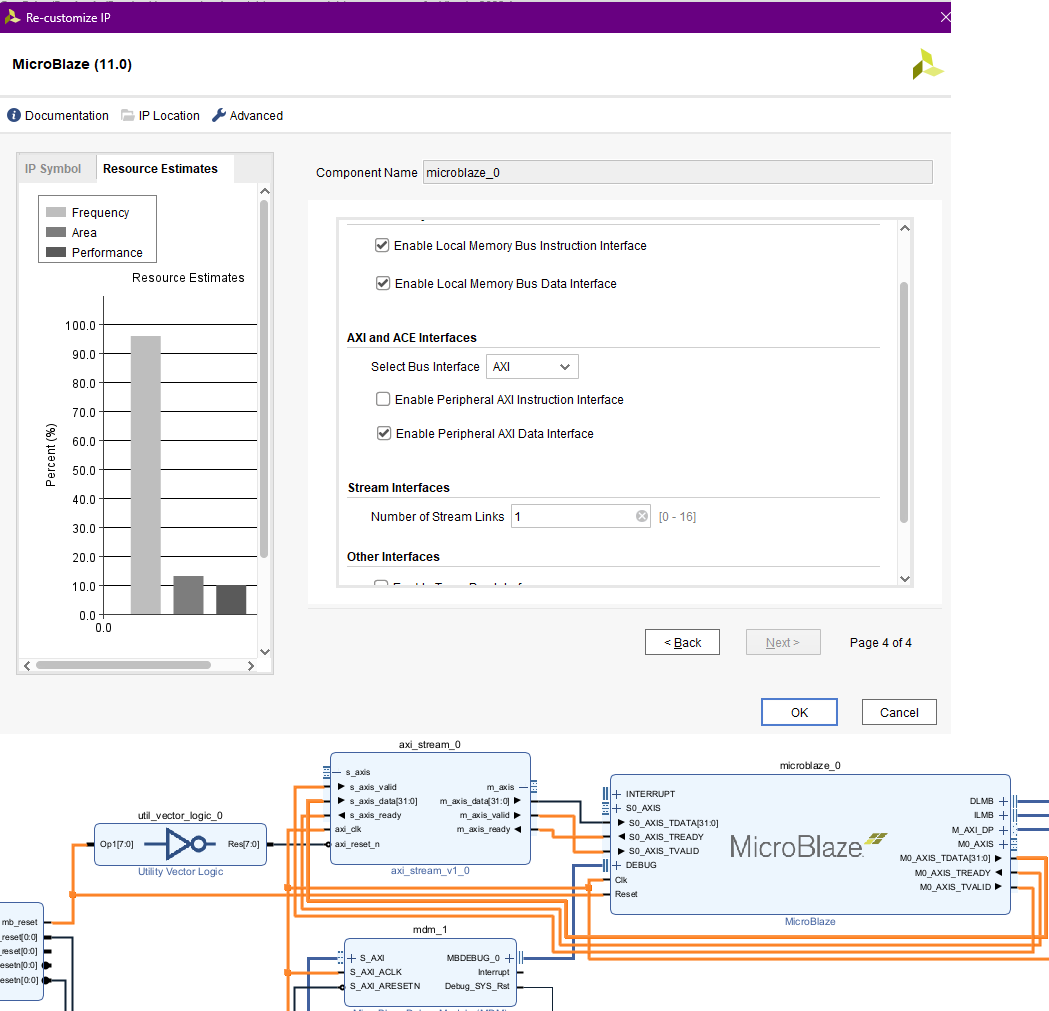 Re-customize IP
MicroBlaze (11.0)
Documentation IP Location Advanced
IP Symbol Resource Estimates
Frequency
Area
Performance
Resource Estimates
100.0
90.0
80.0
70.0
60.0
50.0
40.0
30.0
20.0
10.0
0.0
0.0
Percent (%)
Component Name microblaze_0
Enable Local Memory Bus Instruction Interface
Enable Local Memory Bus Data Interface
AXI and ACE Interfaces
Select Bus Interface AXI
Enable Peripheral AXI Instruction Interface
Enable Peripheral AXI Data Interface
Stream Interfaces
Number of Stream Links 1 [0 - 16]
Other Interfaces
< Back Next > Page 4 of 4
OK Cancel
util_vector_logic_0
Op1[7:0] Res[7:0]
Utility Vector Logic
mb_reset
_reset[0:0]
_reset[0:0]
esetn[0:0]
esetn[0:0]
axi_stream_0
s_axis
s_axis_valid
s_axis_data[31:0]
s_axis_ready
axi_clk
axi_reset_n
m_axis
m_axis_data[31:0]
m_axis_valid
m_axis_ready
axi_stream_v1_0
mdm_1
S_AXI
S_AXI_ACLK
S_AXI_ARESETN
MBDEBUG_0
Interrupt
Debug_SYS_Rst
microblaze_0
INTERRUPT
S0_AXIS
S0_AXIS_TDATA[31:0]
S0_AXIS_TREADY
S0_AXIS_TVALID
DEBUG
Clk
Reset
MicroBlaze
DLMB
ILMB
M_AXI_DP
M0_AXIS
M0_AXIS_TDATA[31:0]
M0_AXIS_TREADY
M0_AXIS_TVALID
MicroBlaze